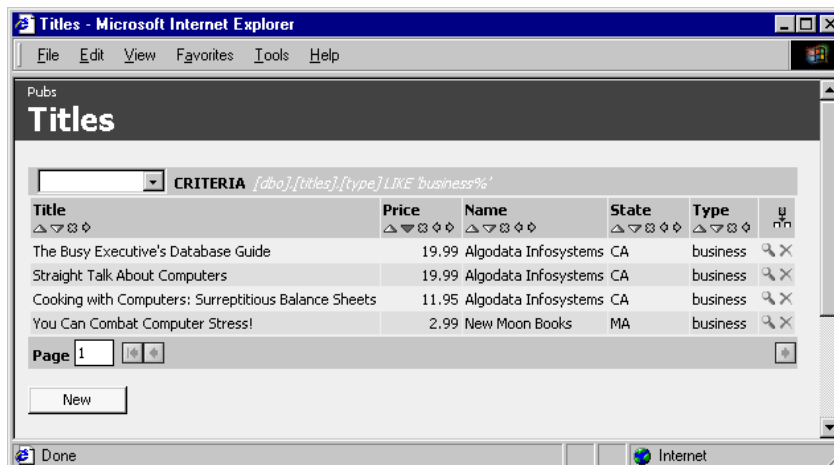 Titles - Microsoft Internet Explorer
File Edit View Favorites Tools Help
Pubs
Titles
CRITERIA [dbo].[titles].[type] LIKE 'business%'
Title Price Name State Type
The Busy Executive's Database Guide 19.99 Algodata Infosystems CA business
Straight Talk About Computers 19.99 Algodata Infosystems CA business
Cooking with Computers: Surreptitious Balance Sheets 11.95 Algodata Infosystems CA business
You Can Combat Computer Stress! 2.99 New Moon Books MA business
Page 1
New
Done Internet